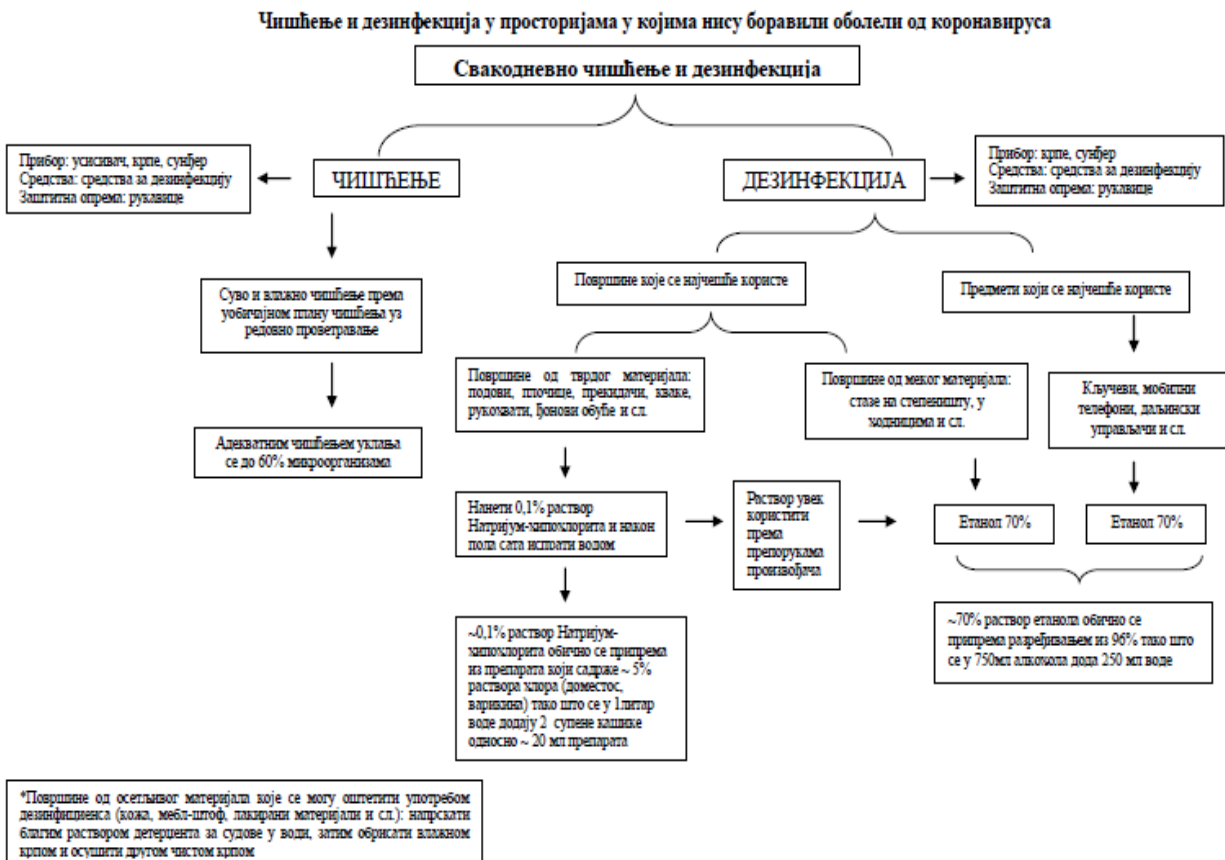 Чишћење и дезинфекција у просторијама у којима нису боравили оболели од коронавируса
Свакодневно чишћење и дезинфекција
Прибор: усисивач, крпе, сунђер
Средства: средства за дезинфекцију
Заштитна опрема: рукавице
ЧИШЋЕЊЕ
ДЕЗИНФЕКЦИЈА
Прибор: крпе, сунђер
Средства: средства за дезинфекцију
Заштитна опрема: рукавице
Суво и влажно чишћење према
уобичајном плану чишћења уз
редовно проветравање
Адекватним чишћењем уклања
се до 60% микроорганизама
Површине које се најчешће користе
Предмети који се најчешће користе
Површине од тврдог материјала:
подови, плочице, прекидачи, кваке,
рукохвати, ђонови обуће и сл.
Површине од меког материјала:
стазе на степеништу, у
ходницима и сл.
Кључеви, мобилни
телефони, даљински
управљачи и сл.
Нанети 0,1% раствор
Натријум-хипохлорита и након
пола сата испрати водом
Раствор увек
користити
према
препорукама
произвођача
Етанол 70%
Етанол 70%
~0,1% раствор Натријум-
хипохлорита обично се припрема
из препарата који садрже ~ 5%
раствора хлора (доместос,
варикина) тако што се у 1литар
воде додају 2 супене кашике
односно ~ 20 мл препарата
~70% раствор етанола обично се
припрема разређивањем из 96% тако што
се у 750мл алкохола дода 250 мл воде
*Површине од осетљивог материјала које се могу оштетити употребом
дезинфицијенса (кожа, мебл-штоф, лакирани материјали и сл.): напрскати
благим раствором детерџента за судове у води, затим обрисати влажном
крпом и осушити другом чистом крпом